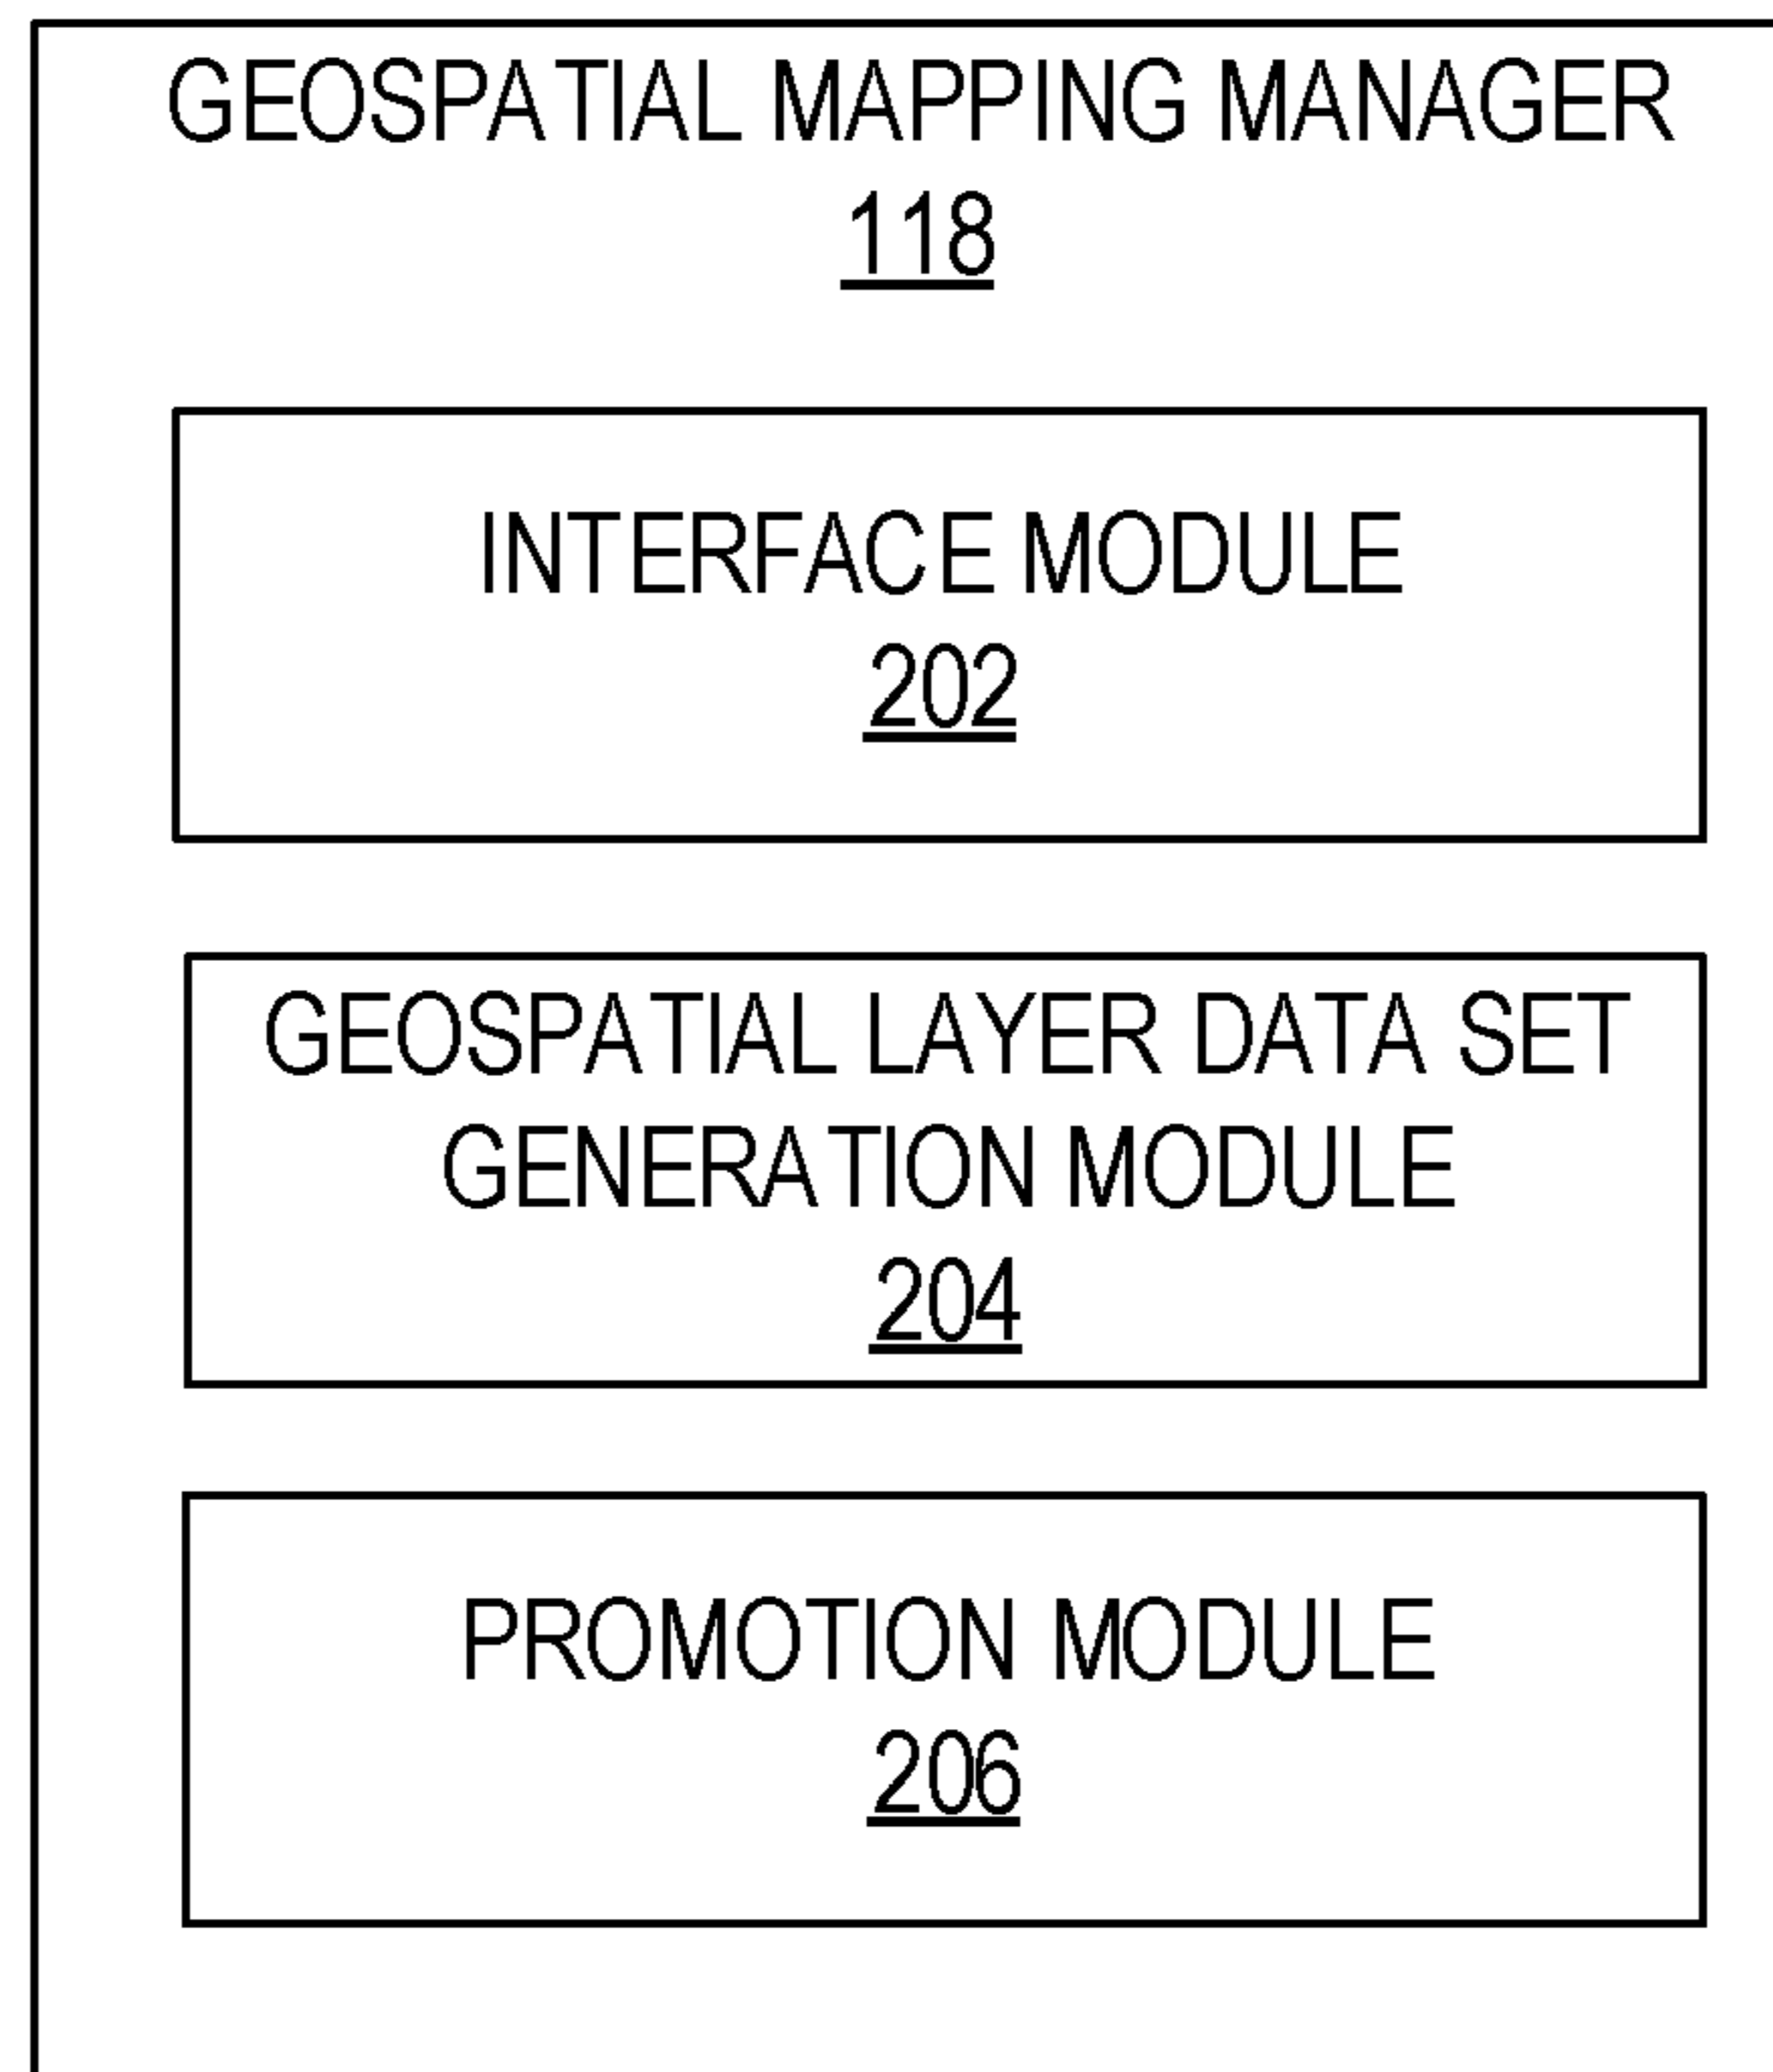 GEOSPATIAL MAPPING MANAGER
118
INTERFACE MODULE
202
GEOSPATIAL LAYER DATA SET
GENERATION MODULE
204
PROMOTION MODULE
206